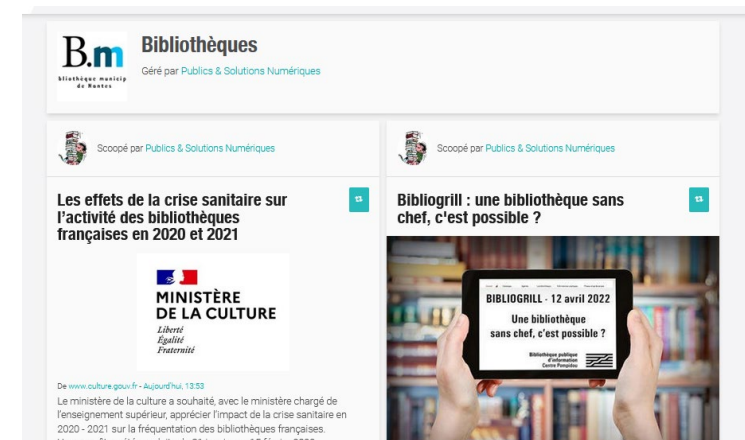 B.m
bliothèque municip
de Nantes
Bibliothèques
Géré par Publics & Solutions Numériques
Scoopé par Publics & Solutions Numériques
Les effets de la crise sanitaire sur
l'activité des bibliothèques
françaises en 2020 et 2021
MINISTÈRE
DE LA CULTURE
Liberté
Égalité
Fraternité
De www.culture.gouv.fr - Aujourd'hui, 13:53
Le ministère de la culture a souhaité, avec le ministère chargé de
l'enseignement supérieur, apprécier l'impact de la crise sanitaire en
2020 - 2021 sur la fréquentation des bibliothèques françaises.
Scoopé par Publics & Solutions Numériques
Bibliogrill : une bibliothèque sans
chef, c'est possible ?
BIBLIOGRILL - 12 avril 2022
Une bibliothèque
sans chef, c'est possible ?
Bibliothèque publique
d'information
Centre Pompidou